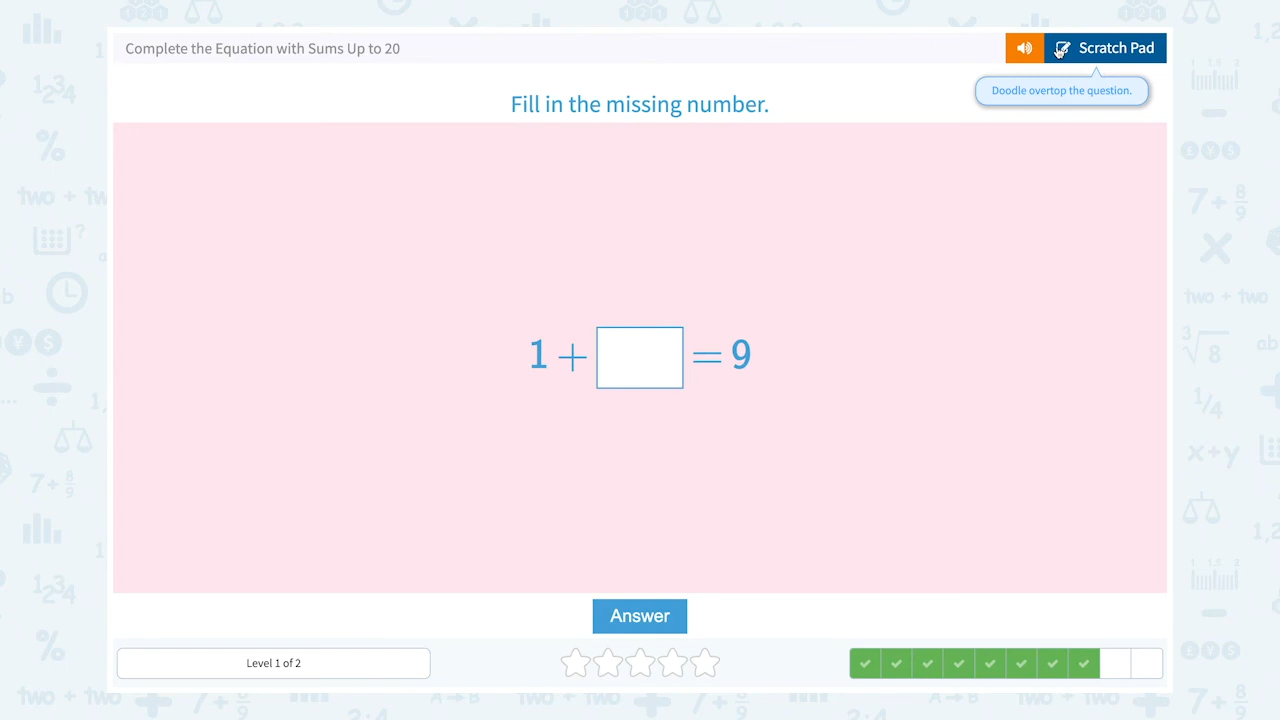 Complete the Equation with Sums Up to 20
Scratch Pad
Doodle overtop the question.
Fill in the missing number.
1 + = 9
Answer
Level 1 of 2